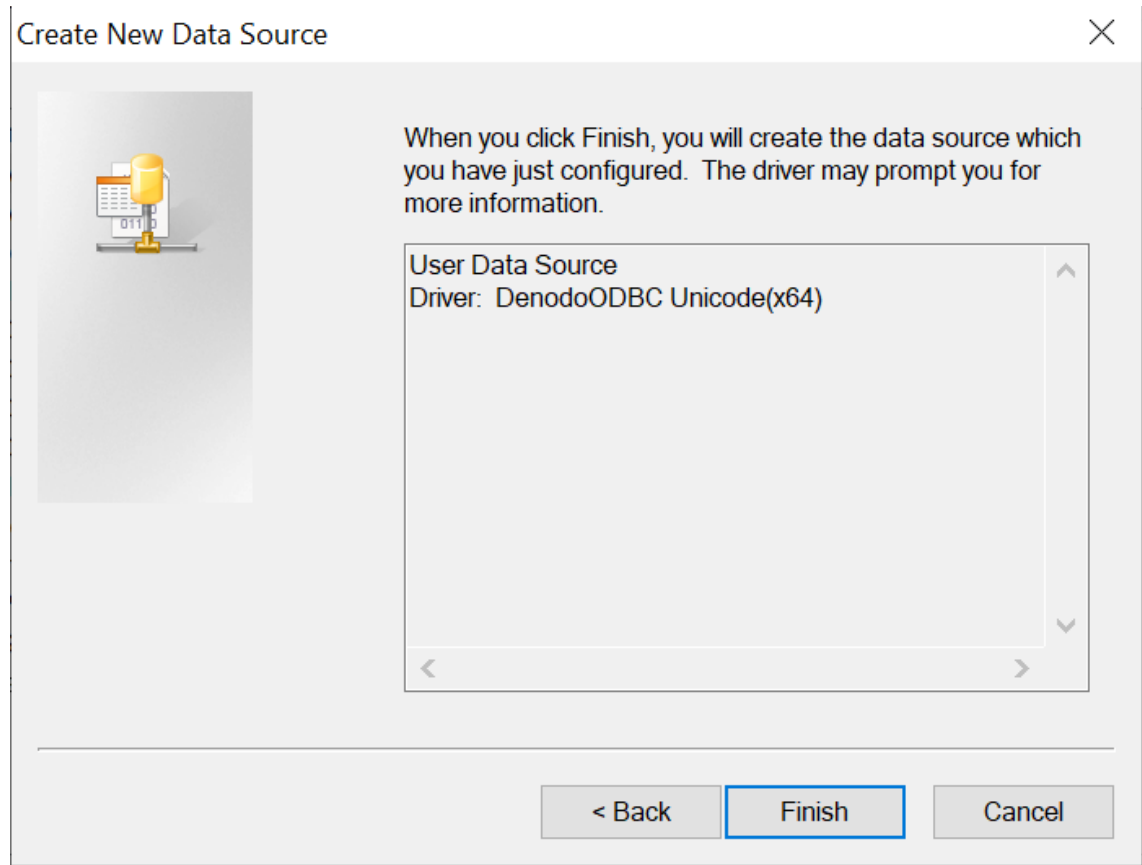 Create New Data Source
When you click Finish, you will create the data source which
you have just configured.  The driver may prompt you for
more information.
User Data Source
Driver:  DenodoODBC Unicode(x64)
< Back
Finish
Cancel